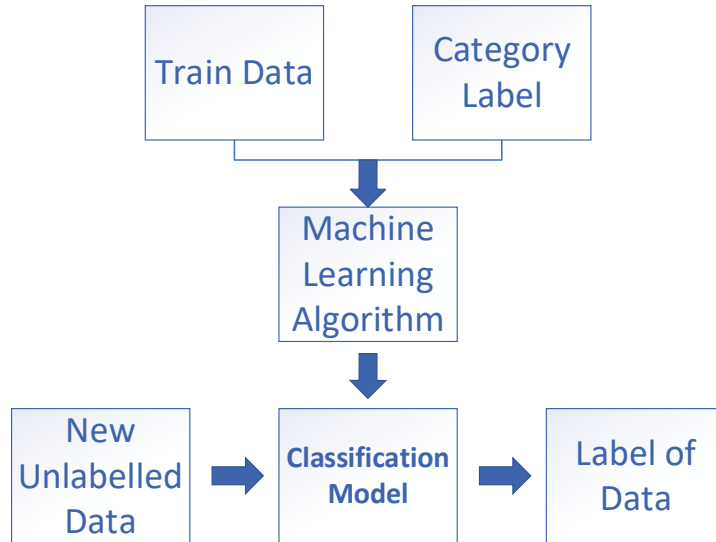 Train Data
Category
Label
Machine
Learning
Algorithm
New
Unlabelled
Data
Classification
Model
Label of
Data